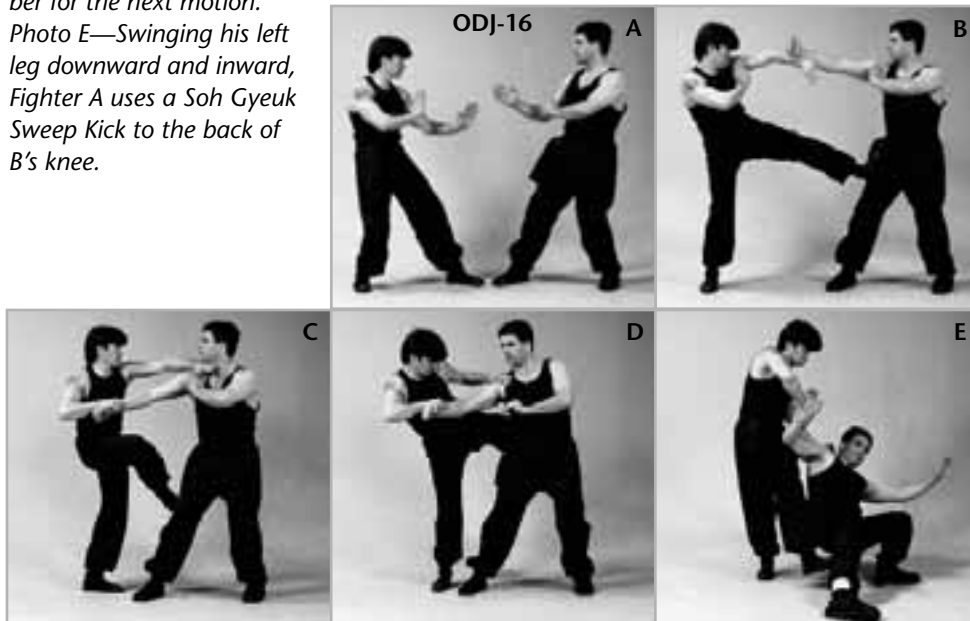 ber for the next motion.
Photo E—Swinging his left
leg downward and inward,
Fighter A uses a Soh Gyeuk
Sweep Kick to the back of
B's knee.
ODJ-16
A
B
C
D
E